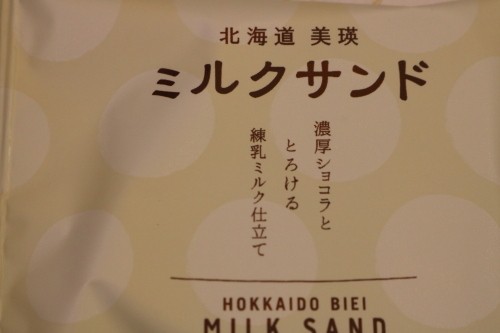 北海道 美瑛
ミルクサンド
濃厚ショコラと
とろける
練乳ミルク仕立て
HOKKAIDO BIEI
MILK SAND